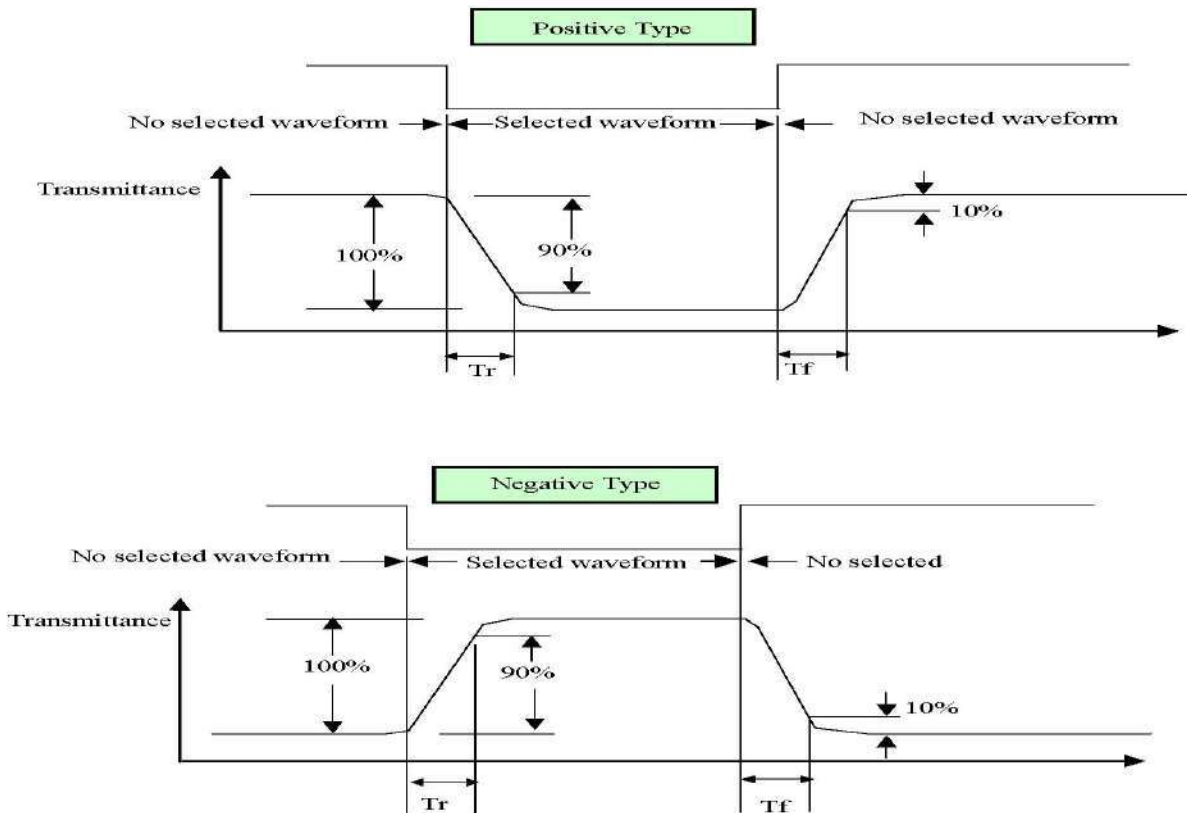 Positive Type
No selected waveform
Selected waveform
No selected waveform
Transmittance
100%
90%
10%
Tr
Tf
Negative Type
No selected waveform
Selected waveform
No selected
Transmittance
100%
90%
10%
Tr
Tf